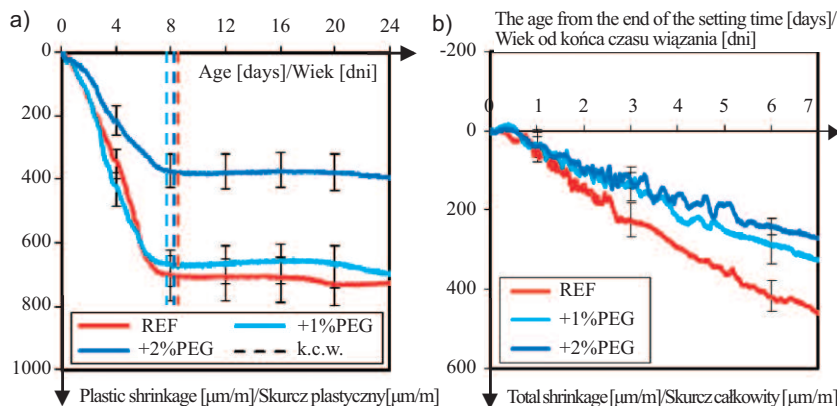 a)
0 4 8 12 16 20 24
0
Age [days]/Wiek [dni]
200
400
600
800
1000
REF
+1%PEG
+2%PEG
k.c.w.
Plastic shrinkage [μm/m]/Skurcz plastyczny[μm/m]
b)
The age from the end of the setting time [days]/
Wiek od końca czasu wiązania [dni]
-200
0 1 2 3 4 5 6 7
0
200
400
600
REF
+1%PEG
+2%PEG
Total shrinkage [μm/m]/Skurcz całkowity [μm/m]